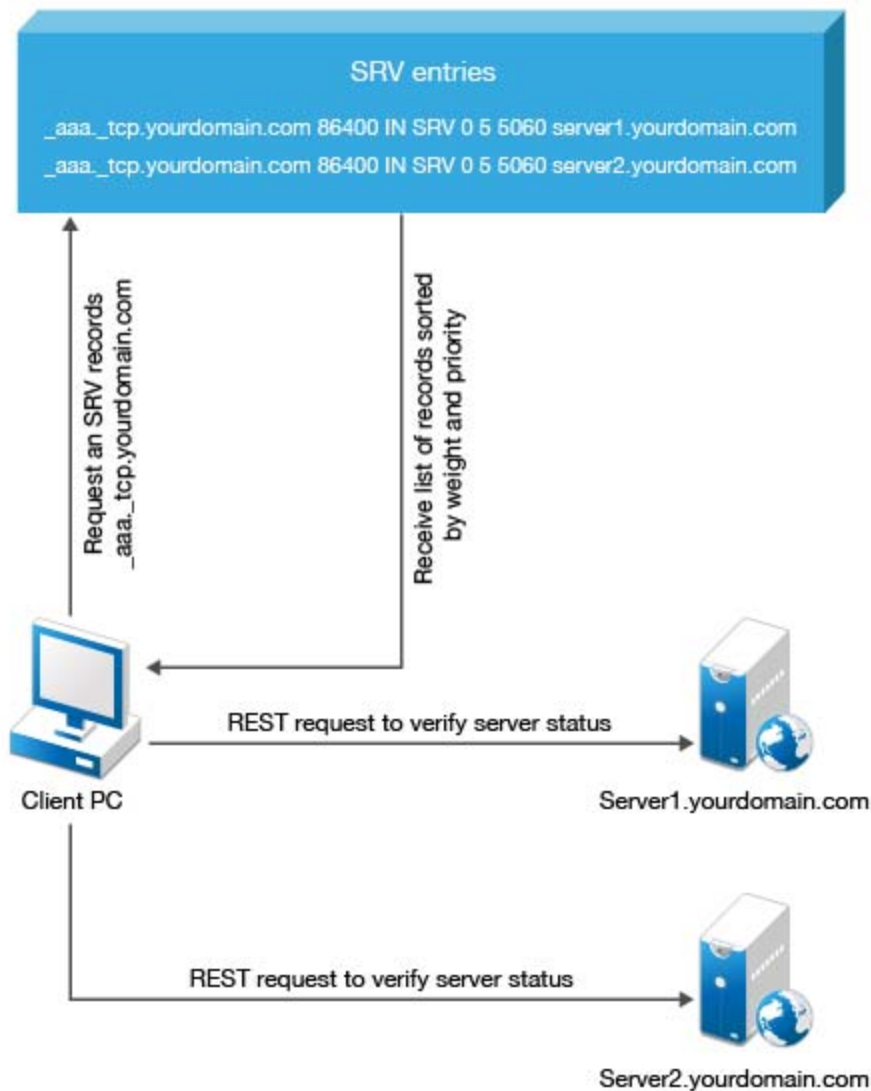 SRV entries
_aaa._tcp.yourdomain.com 86400 IN SRV 0 5 5060 server1.yourdomain.com
_aaa._tcp.yourdomain.com 86400 IN SRV 0 5 5060 server2.yourdomain.com
Request an SRV records
_aaa._tcp.yourdomain.com
Receive list of records sorted
by weight and priority
REST request to verify server status
Client PC
Server1.yourdomain.com
REST request to verify server status
Server2.yourdomain.com